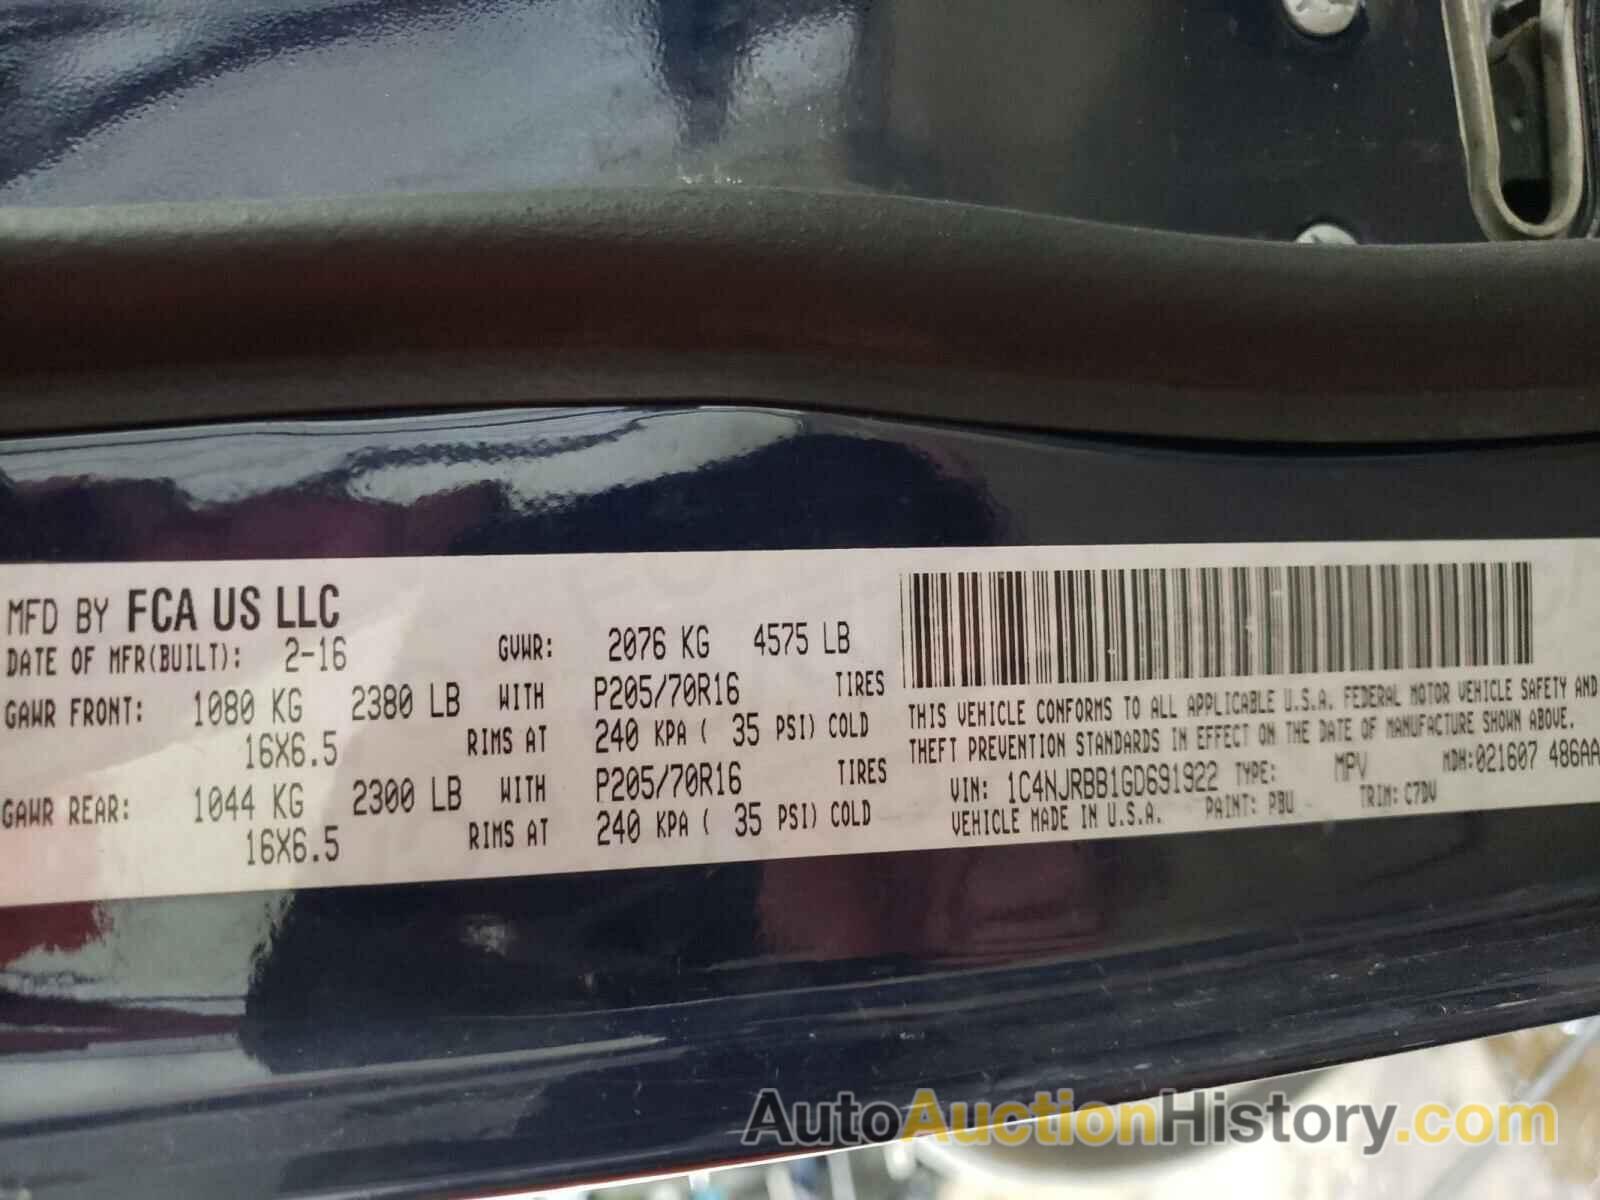 MFD BY FCA US LLC
DATE OF MFR(BUILT): 2-16 GVWR: 2076 KG 4575 LB
GAWR FRONT: 1080 KG 2380 LB WITH P205/70R16 TIRES
16X6.5 RIMS AT 240 KPA ( 35 PSI) COLD
GAWR REAR: 1044 KG 2300 LB WITH P205/70R16 TIRES
16X6.5 RIMS AT 240 KPA ( 35 PSI) COLD
THIS VEHICLE CONFORMS TO ALL APPLICABLE U.S.A. FEDERAL MOTOR VEHICLE SAFETY AND
THEFT PREVENTION STANDARDS IN EFFECT ON THE DATE OF MANUFACTURE SHOWN ABOVE.
VIN: 1C4NJRBB1GD691922 TYPE: MPV MDH:021607 486AA
VEHICLE MADE IN U.S.A. PAINT: PBU TRIM: C7DV
AutoAuctionHistory.com